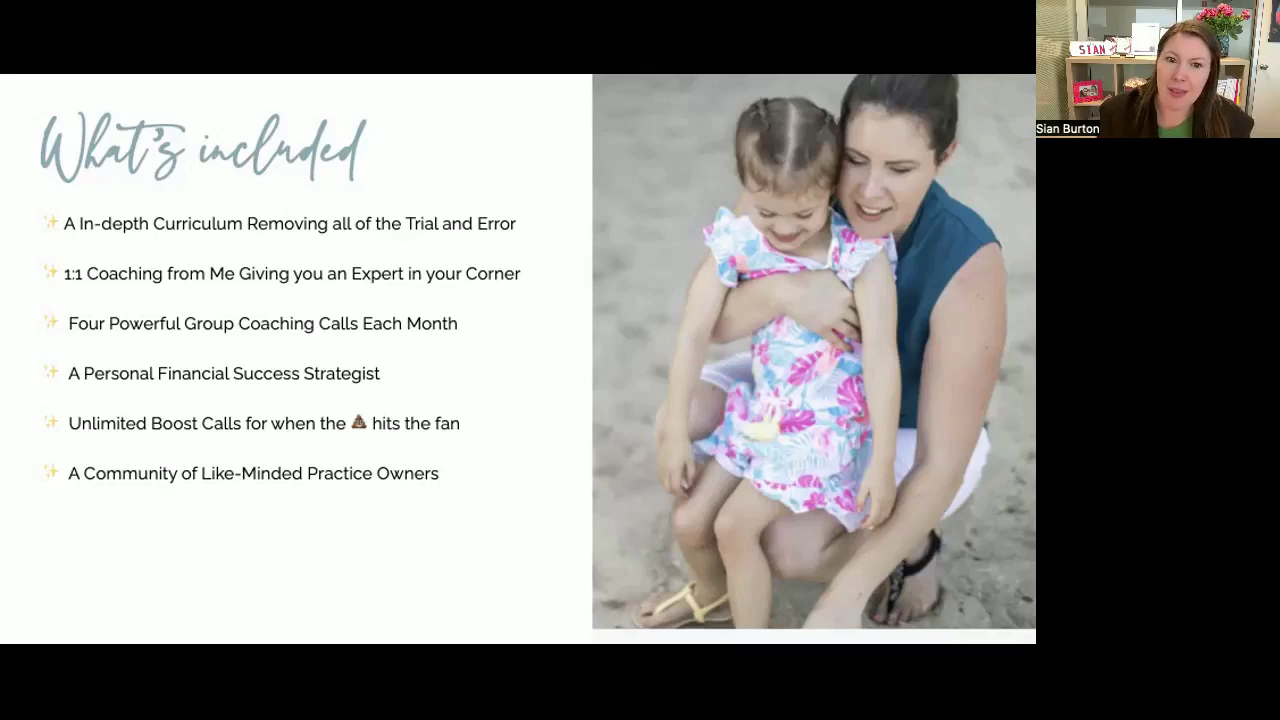 What's included
✨ A In-depth Curriculum Removing all of the Trial and Error
✨ 1:1 Coaching from Me Giving you an Expert in your Corner
✨ Four Powerful Group Coaching Calls Each Month
✨ A Personal Financial Success Strategist
✨ Unlimited Boost Calls for when the 💩 hits the fan
✨ A Community of Like-Minded Practice Owners
SIAN
Sian Burton